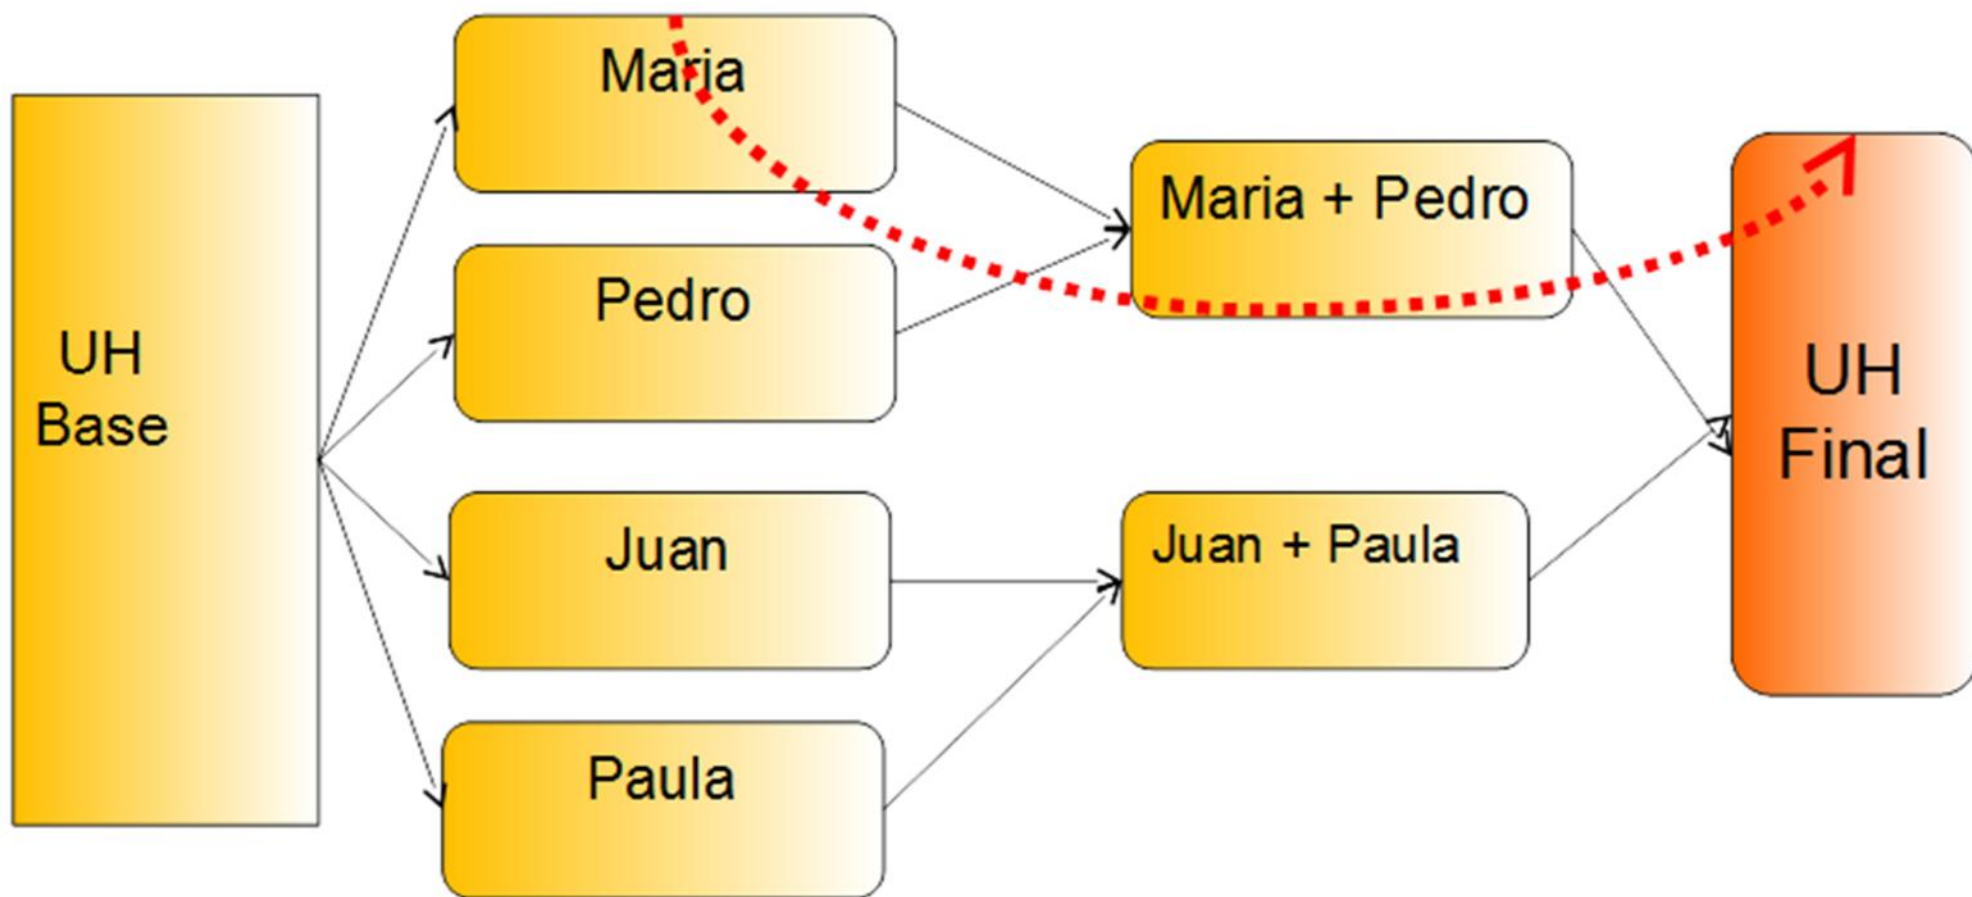 UH
Base
Maria
Pedro
Juan
Paula
Maria + Pedro
Juan + Paula
UH
Final